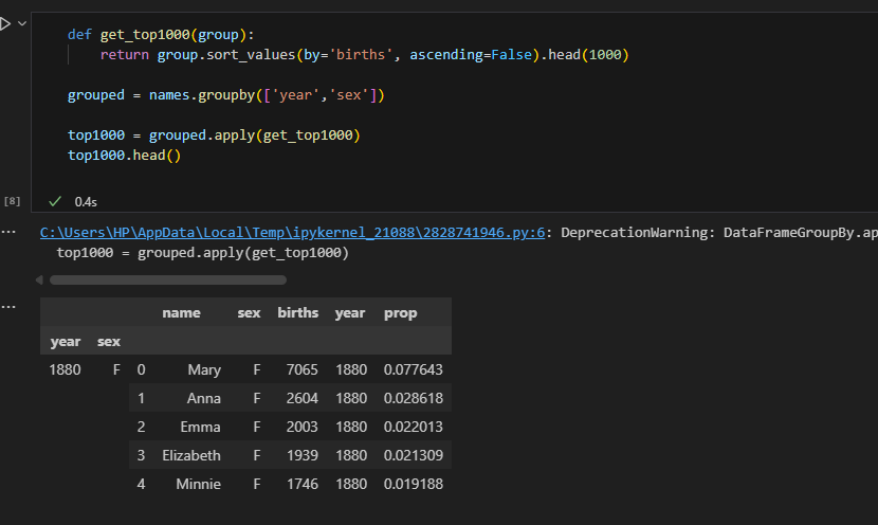 def get_top1000(group):
    return group.sort_values(by='births', ascending=False).head(1000)
grouped = names.groupby(['year','sex'])
top1000 = grouped.apply(get_top1000)
top1000.head()
[8] ✓ 0.4s
... C:\Users\HP\AppData\Local\Temp\ipykernel_21088\2828741946.py:6: DeprecationWarning: DataFrameGroupBy.ap
  top1000 = grouped.apply(get_top1000)
...
name sex births year prop
year sex
1880 F 0 Mary F 7065 1880 0.077643
1 Anna F 2604 1880 0.028618
2 Emma F 2003 1880 0.022013
3 Elizabeth F 1939 1880 0.021309
4 Minnie F 1746 1880 0.019188